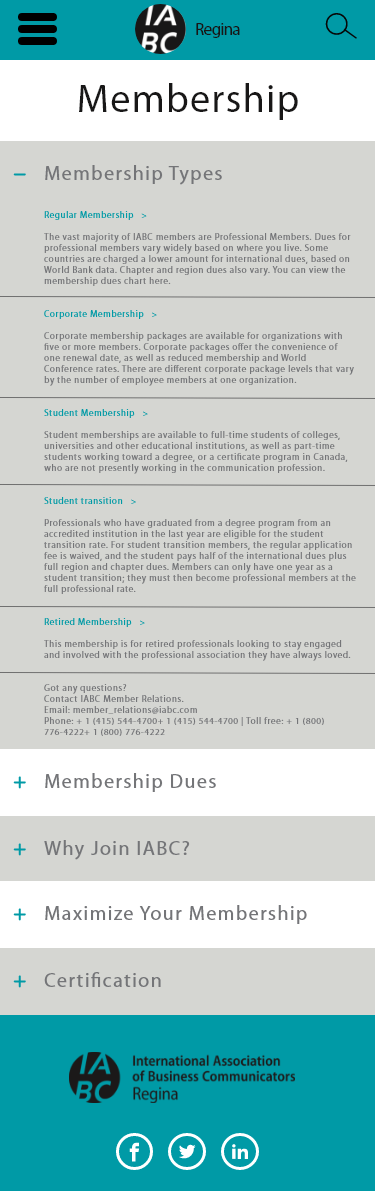 IA
BC Regina
Membership
− Membership Types
Regular Membership >
The vast majority of IABC members are Professional Members. Dues for
professional members vary widely based on where you live. Some
countries are charged a lower amount for international dues, based on
World Bank data. Chapter and region dues also vary. You can view the
membership dues chart here.
Corporate Membership >
Corporate membership packages are available for organizations with
five or more members. Corporate packages offer the convenience of
one renewal date, as well as reduced membership and World
Conference rates. There are different corporate package levels that vary
by the number of employee members at one organization.
Student Membership >
Student memberships are available to full-time students of colleges,
universities and other educational institutions, as well as part-time
students working toward a degree, or a certificate program in Canada,
who are not presently working in the communication profession.
Student transition >
Professionals who have graduated from a degree program from an
accredited institution in the last year are eligible for the student
transition rate. For student transition members, the regular application
fee is waived, and the student pays half of the international dues plus
full region and chapter dues. Members can only have one year as a
student transition; they must then become professional members at the
full professional rate.
Retired Membership >
This membership is for retired professionals looking to stay engaged
and involved with the professional association they have always loved.
Got any questions?
Contact IABC Member Relations.
Email: member_relations@iabc.com
Phone: + 1 (415) 544-4700+ 1 (415) 544-4700 | Toll free: + 1 (800)
776-4222+ 1 (800) 776-4222
+ Membership Dues
+ Why Join IABC?
+ Maximize Your Membership
+ Certification
IA
BC
International Association
of Business Communicators
Regina
f in